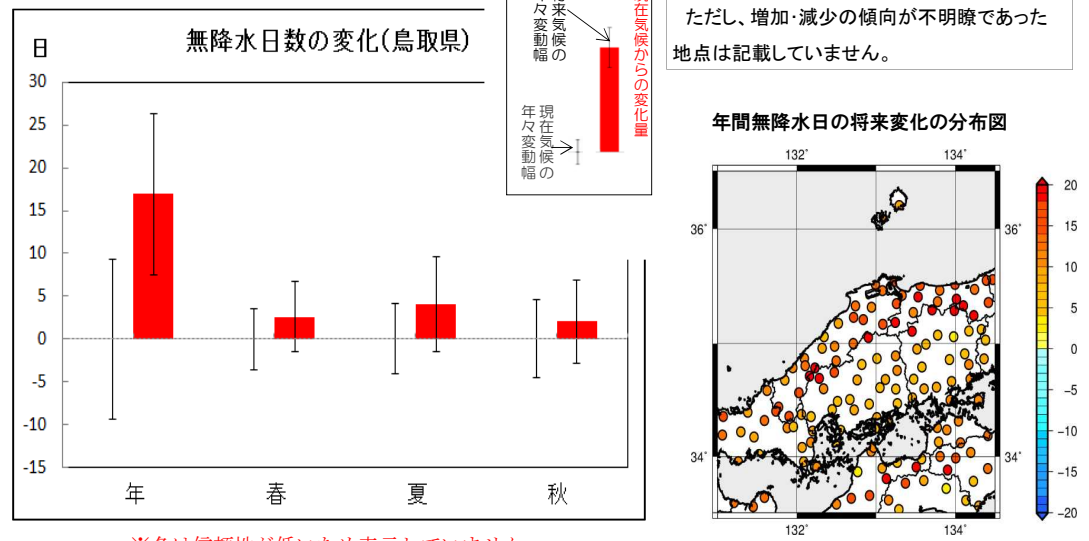 無降水日数の変化(鳥取県)
日
30
25
20
15
10
5
0
-5
-10
-15
年
春
夏
秋
来気候の
年々変動幅
現在気候からの変化量
現在気候の
年々変動幅
ただし、増加・減少の傾向が不明瞭であった
地点は記載していません。
年間無降水日の将来変化の分布図
132°
134°
36°
36°
34°
34°
132°
134°
20
15
10
5
0
-5
-10
-15
-20